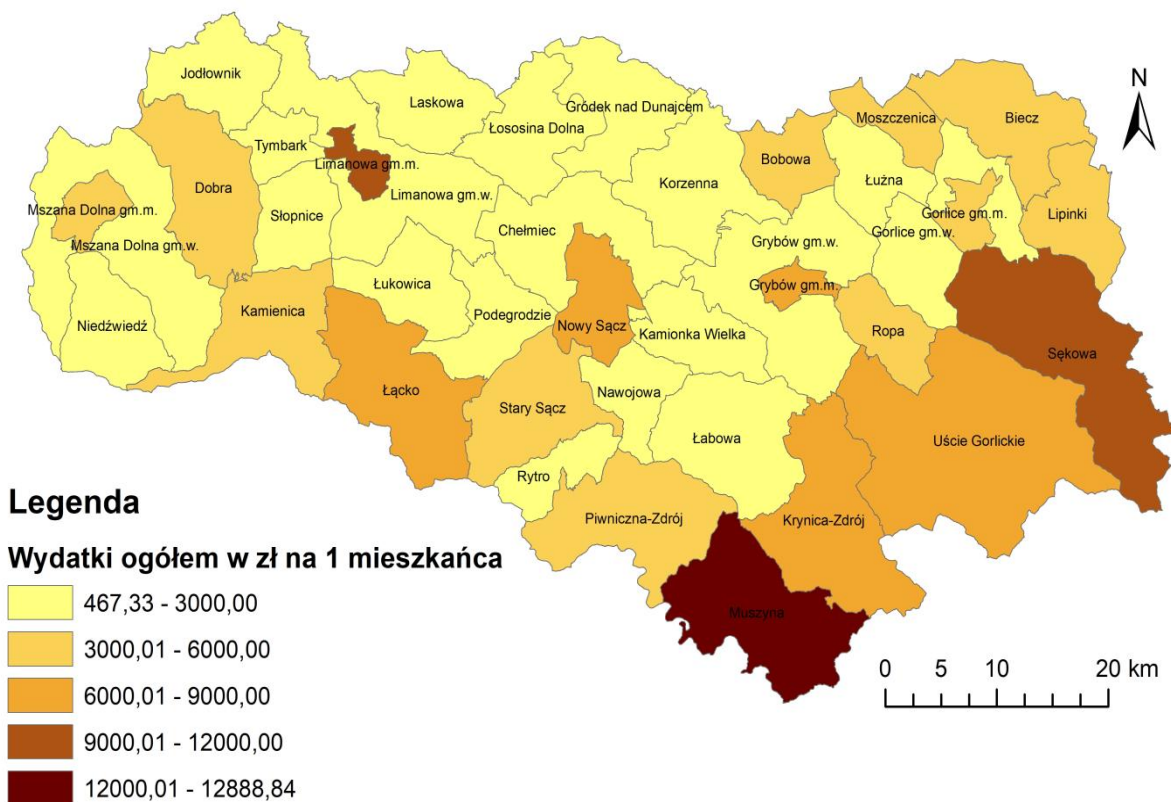 N
Jodłownik
Laskowa
Gródek nad Dunajcem
Łososina Dolna
Moszczenica
Biecz
Tymbark
Limanowa gm.m.
Bobowa
Dobra
Limanowa gm.w.
Korzenna
Łużna
Mszana Dolna gm.m.
Słopnice
Gorlice gm.m.
Lipinki
Mszana Dolna gm.w.
Chełmiec
Grybów gm.w.
Gorlice gm.w.
Łukowica
Grybów gm.m.
Kamienica
Podegrodzie
Niedźwiedź
Nowy Sącz
Kamionka Wielka
Ropa
Sękowa
Łącko
Nawojowa
Stary Sącz
Łabowa
Uście Gorlickie
Rytro
Piwniczna-Zdrój
Krynica-Zdrój
Muszyna
Legenda
Wydatki ogółem w zł na 1 mieszkańca
467,33 - 3000,00
3000,01 - 6000,00
6000,01 - 9000,00
9000,01 - 12000,00
12000,01 - 12888,84
0 5 10 20 km